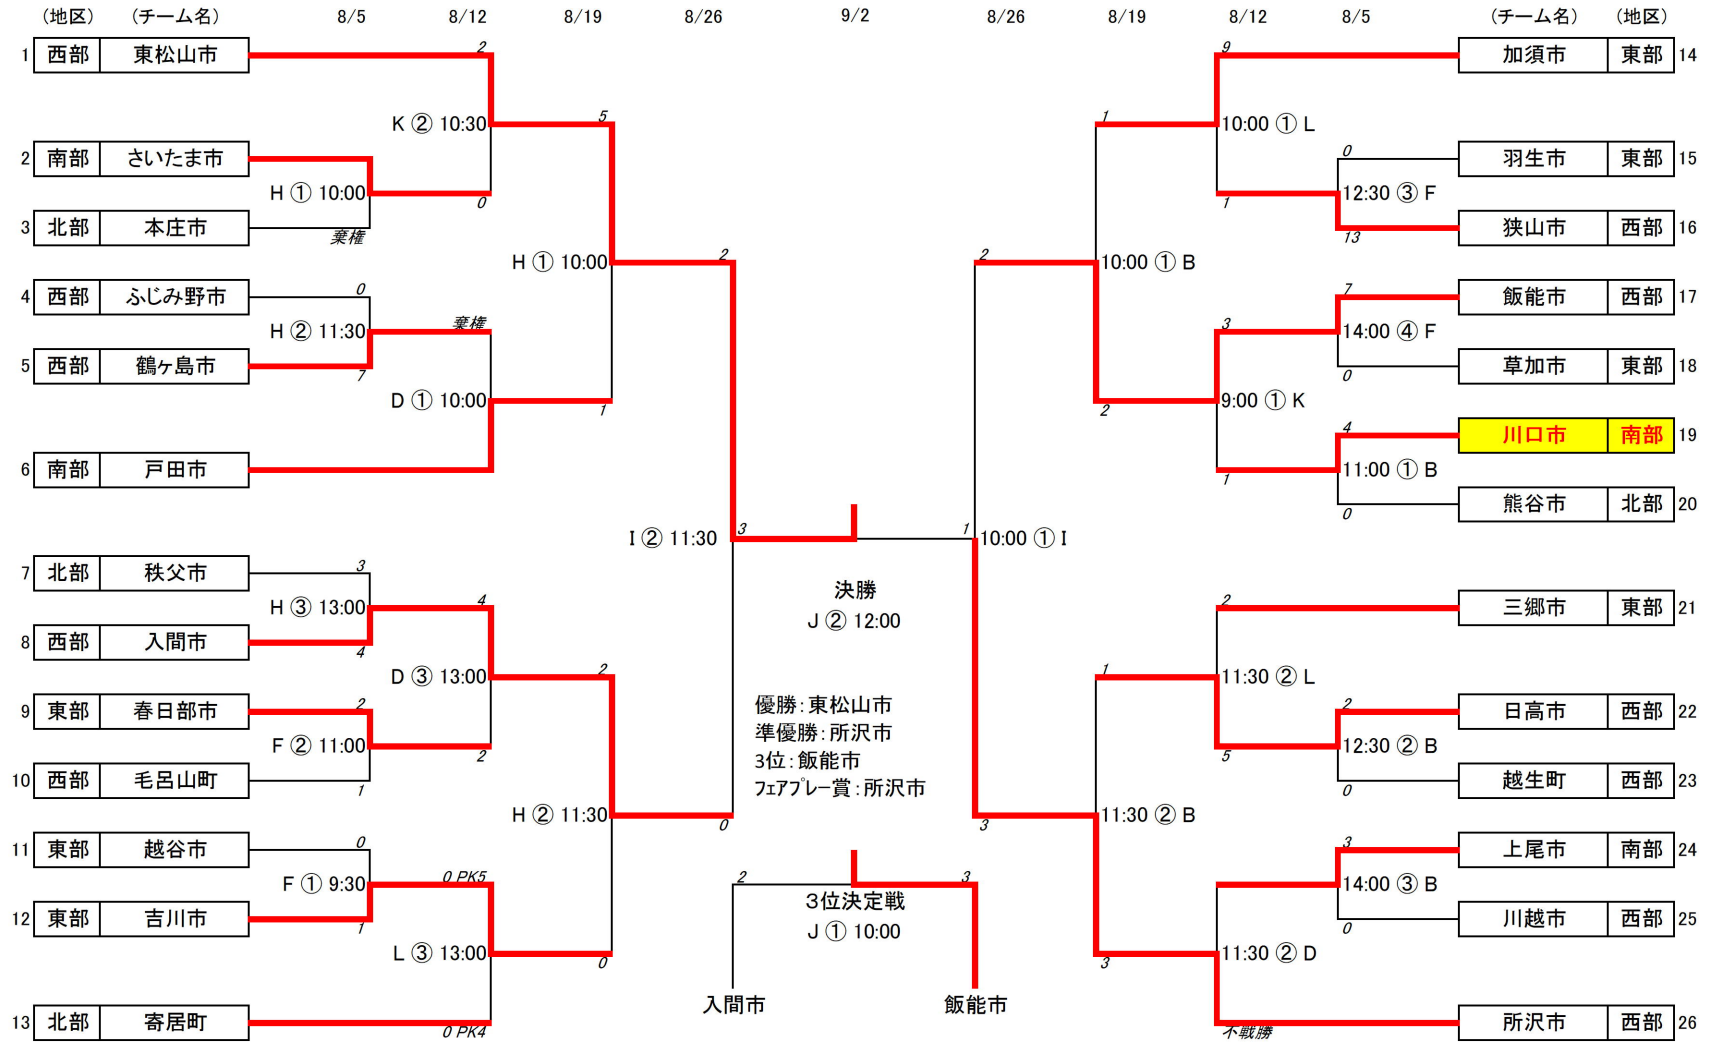 (地区) (チーム名) 8/5 8/12 8/19 8/26 9/2 8/26 8/19 8/12 8/5 (チーム名) (地区)
1 西部 東松山市 2 9 加須市 東部 14
K ② 10:30 5 1 10:00 ① L
2 南部 さいたま市 0 羽生市 東部 15
H ① 10:00 0 1 12:30 ③ F
3 北部 本庄市 棄権 13 狭山市 西部 16
H ① 10:00 2 2 10:00 ① B
4 西部 ふじみ野市 0 7 飯能市 西部 17
H ② 11:30 棄権 3 14:00 ④ F
5 西部 鶴ヶ島市 7 0 草加市 東部 18
D ① 10:00 1 2 9:00 ① K
4 川口市 南部 19
6 南部 戸田市 1 11:00 ① B
0 熊谷市 北部 20
I ② 11:30 3 1 10:00 ① I
7 北部 秩父市 3
決勝
H ③ 13:00 4 2 三郷市 東部 21
J ② 12:00
8 西部 入間市 4
D ③ 13:00 2 1 11:30 ② L
9 東部 春日部市 2 優勝:東松山市 2 日高市 西部 22
準優勝:所沢市
F ② 11:00 2 5 12:30 ② B
3位:飯能市
10 西部 毛呂山町 1 フェアプレー賞:所沢市 0 越生町 西部 23
H ② 11:30 0 3 11:30 ② B
11 東部 越谷市 0 3 上尾市 南部 24
F ① 9:30 0 PK5 2 3 14:00 ③ B
3位決定戦
12 東部 吉川市 1 0 川越市 西部 25
J ① 10:00
L ③ 13:00 0 3 11:30 ② D
入間市 飯能市
13 北部 寄居町 0 PK4 不戦勝 所沢市 西部 26